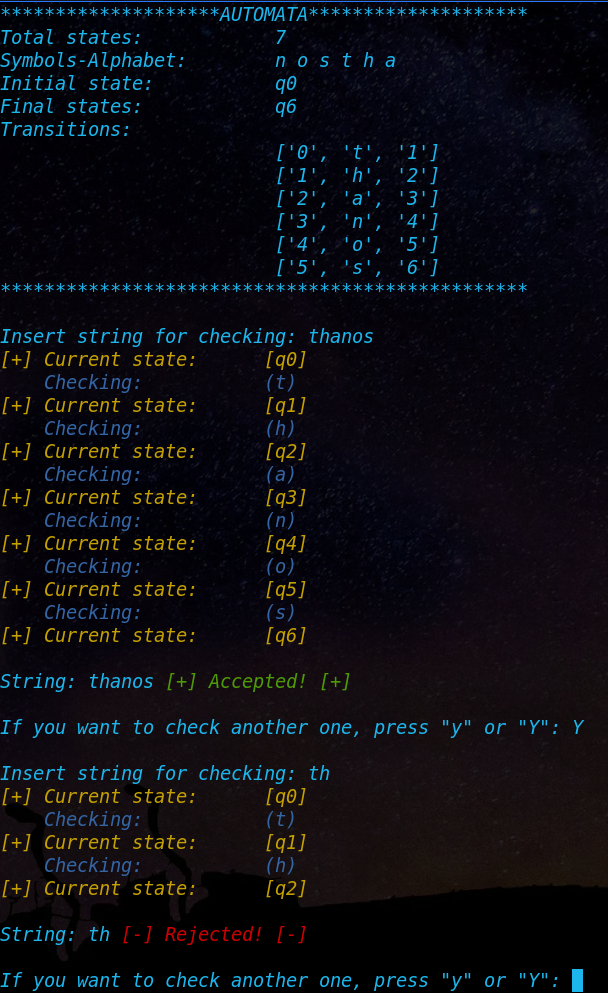 ********************AUTOMATA********************
Total states: 7
Symbols-Alphabet: n o s t h a
Initial state: q0
Final states: q6
Transitions:
['0', 't', '1']
['1', 'h', '2']
['2', 'a', '3']
['3', 'n', '4']
['4', 'o', '5']
['5', 's', '6']
************************************************
Insert string for checking: thanos
[+] Current state: [q0]
Checking: (t)
[+] Current state: [q1]
Checking: (h)
[+] Current state: [q2]
Checking: (a)
[+] Current state: [q3]
Checking: (n)
[+] Current state: [q4]
Checking: (o)
[+] Current state: [q5]
Checking: (s)
[+] Current state: [q6]
String: thanos [+] Accepted! [+]
If you want to check another one, press "y" or "Y": Y
Insert string for checking: th
[+] Current state: [q0]
Checking: (t)
[+] Current state: [q1]
Checking: (h)
[+] Current state: [q2]
String: th [-] Rejected! [-]
If you want to check another one, press "y" or "Y":